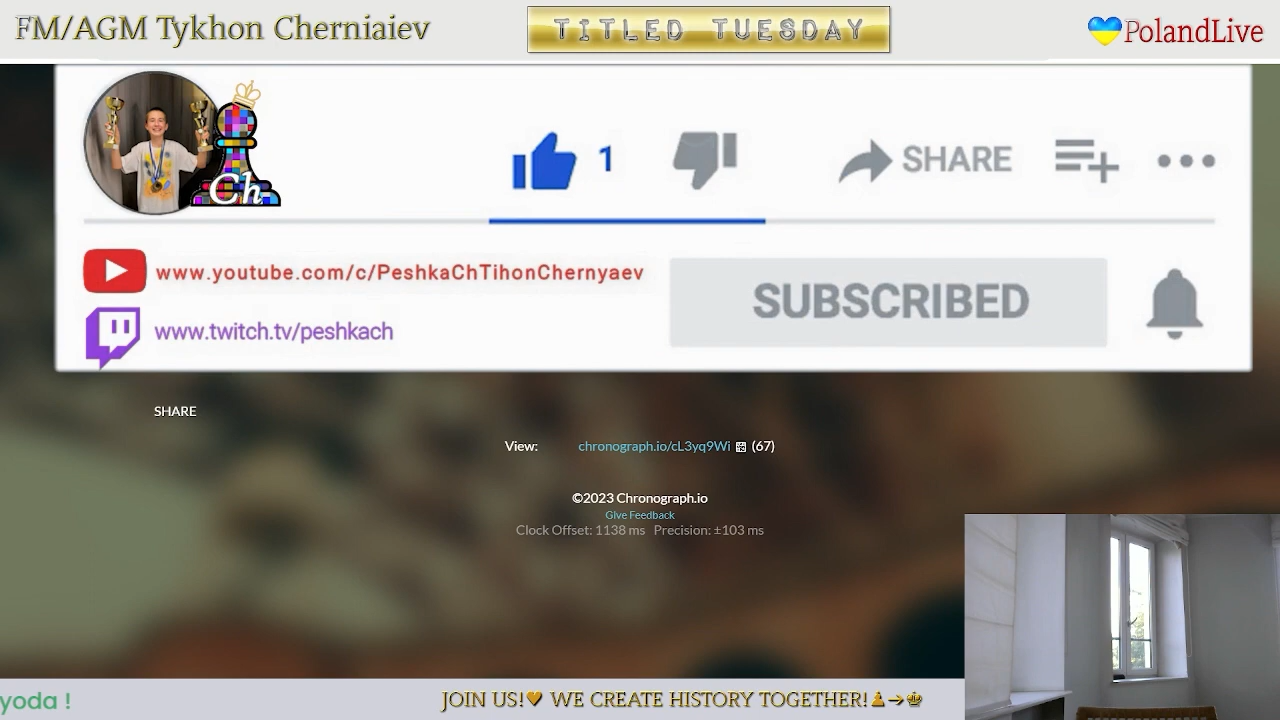 FM/AGM Tykhon Cherniaiev
TITLED TUESDAY
PolandLive
Ch
1
SHARE
www.youtube.com/c/PeshkaChTihonChernyaev
SUBSCRIBED
www.twitch.tv/peshkach
SHARE
View: chronograph.io/cL3yq9Wi (67)
©2023 Chronograph.io
Give Feedback
Clock Offset: 1138 ms Precision: ±103 ms
yoda !
JOIN US! WE CREATE HISTORY TOGETHER!